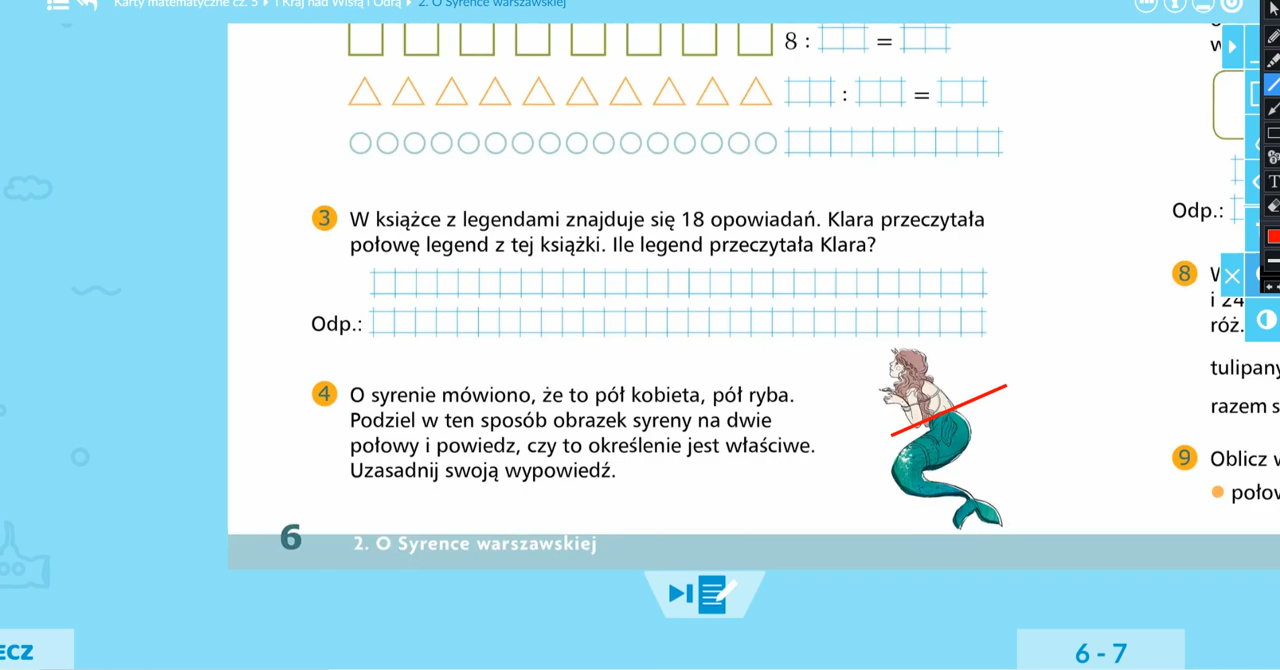 Karty matematyczne cz. 5 1 Kraj nad Wisłą i Odrą 2. O Syrence warszawskiej
8 : =
: =
3 W książce z legendami znajduje się 18 opowiadań. Klara przeczytała
połowę legend z tej książki. Ile legend przeczytała Klara?
Odp.:
4 O syrenie mówiono, że to pół kobieta, pół ryba.
Podziel w ten sposób obrazek syreny na dwie
połowy i powiedz, czy to określenie jest właściwe.
Uzasadnij swoją wypowiedź.
6 2. O Syrence warszawskiej
Odp.:
8
i 24
róż.
tulipany
razem s
9 Oblicz
ECZ
6 - 7